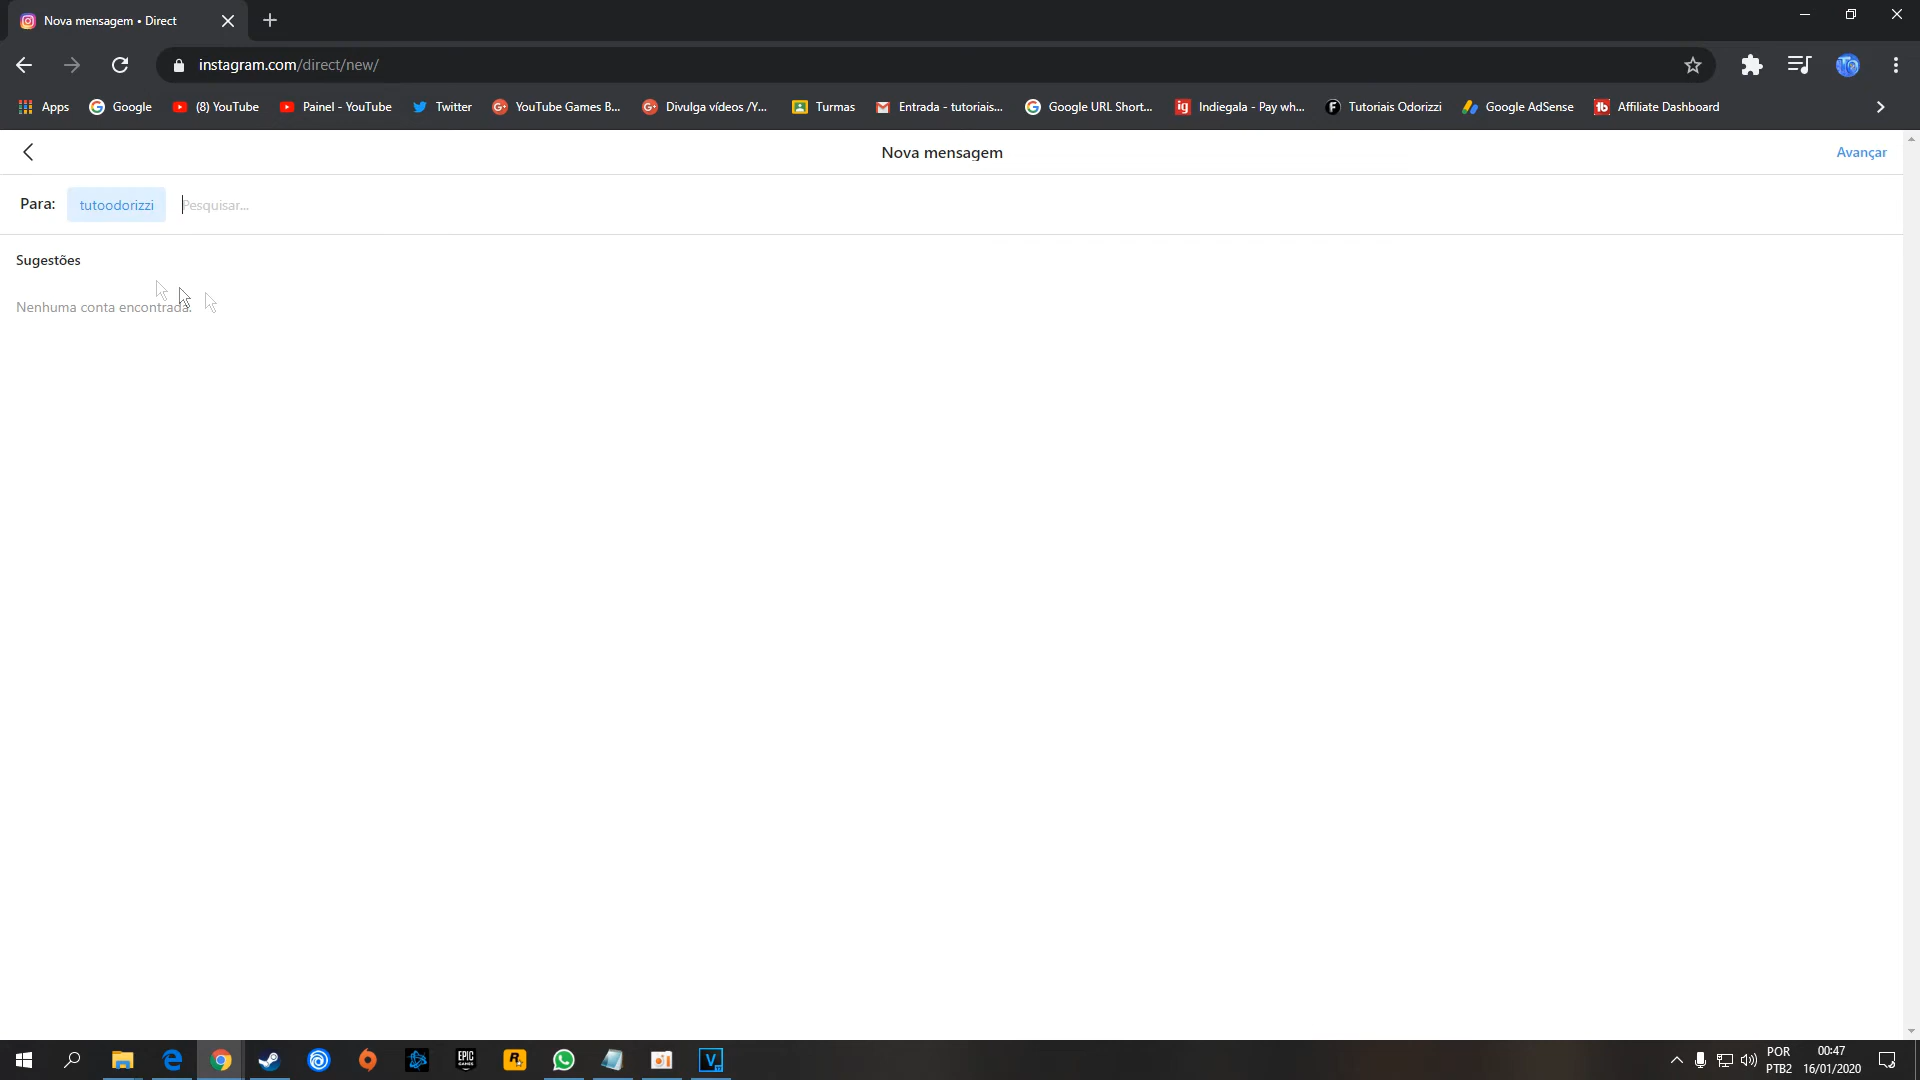 Nova mensagem • Direct
instagram.com/direct/new/
Apps Google (8) YouTube Painel - YouTube Twitter YouTube Games B... Divulga vídeos /Y... Turmas Entrada - tutoriais... Google URL Short... Indiegala - Pay wh... Tutoriais Odorizzi Google AdSense Affiliate Dashboard
Nova mensagem Avançar
Para: tutoodorizzi Pesquisar...
Sugestões
Nenhuma conta encontrada.
POR 00:47
PTB2 16/01/2020